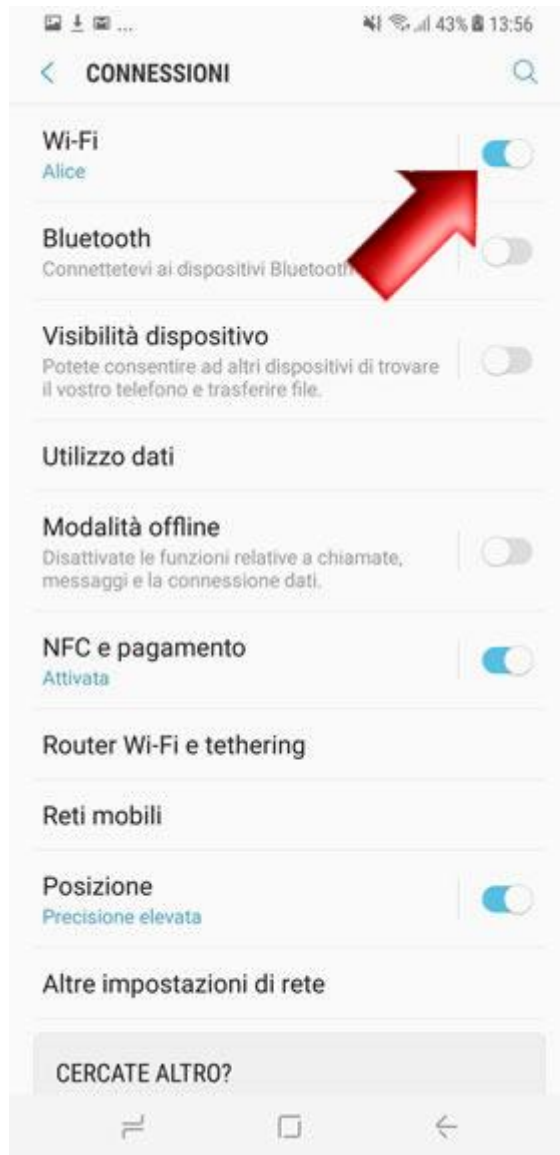 ... 43% 13:56
CONNESSIONI
Wi-Fi
Alice
Bluetooth
Connettetevi ai dispositivi Bluetooth
Visibilità dispositivo
Potete consentire ad altri dispositivi di trovare
il vostro telefono e trasferire file.
Utilizzo dati
Modalità offline
Disattivate le funzioni relative a chiamate,
messaggi e la connessione dati.
NFC e pagamento
Attivata
Router Wi-Fi e tethering
Reti mobili
Posizione
Precisione elevata
Altre impostazioni di rete
CERCATE ALTRO?